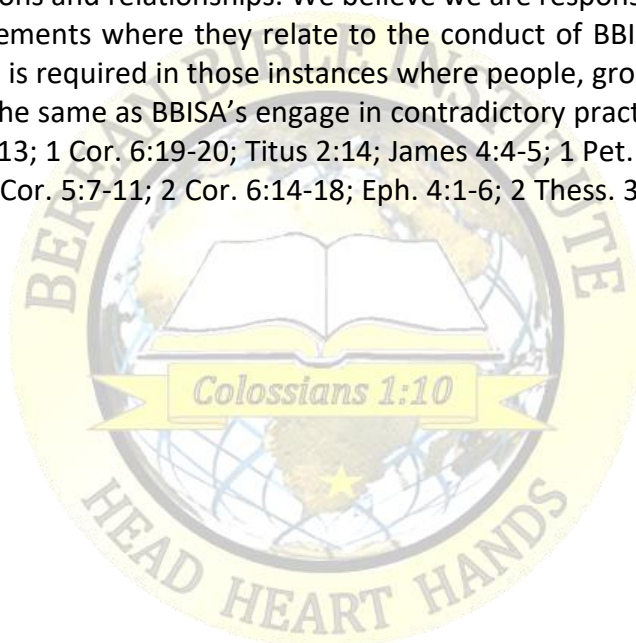 ons and relationships. We believe we are respons
ements where they relate to the conduct of BBI
is required in those instances where people, gro
he same as BBISA’s engage in contradictory pract
13; 1 Cor. 6:19-20; Titus 2:14; James 4:4-5; 1 Pet.
Cor. 5:7-11; 2 Cor. 6:14-18; Eph. 4:1-6; 2 Thess. 3
BEREAN BIBLE INSTITUTE
Colossians 1:10
HEAD HEART HANDS